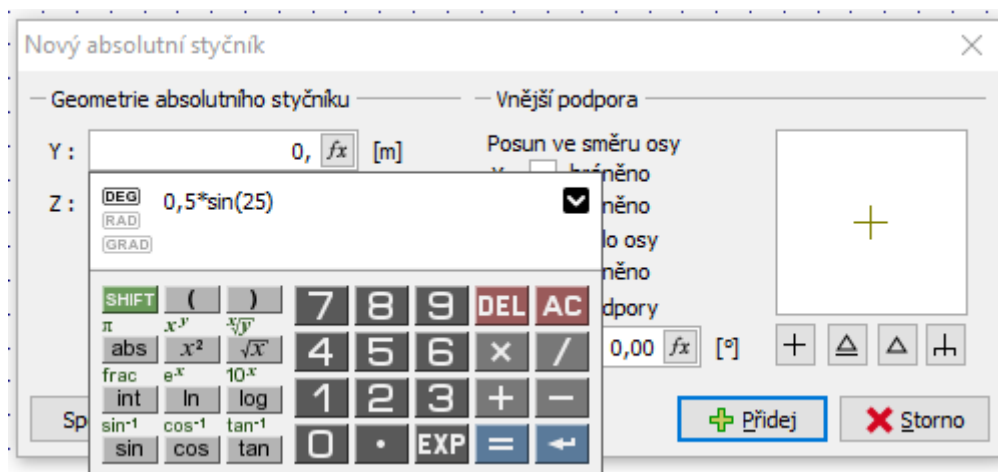 Nový absolutní styčník
Geometrie absolutního styčníku
Vnější podpora
Y : 0, fx [m]
Posun ve směru osy
Z :
DEG 0,5*sin(25)
RAD
GRAD
lo osy
dpory
0,00 fx [°]
SHIFT ( ) 7 8 9 DEL AC
π xʸ ˣ√y
abs x² √x 4 5 6 × /
frac eˣ 10ˣ
int ln log 1 2 3 + −
sin⁻¹ cos⁻¹ tan⁻¹
sin cos tan 0 · EXP =
Sp
Přidej
Storno